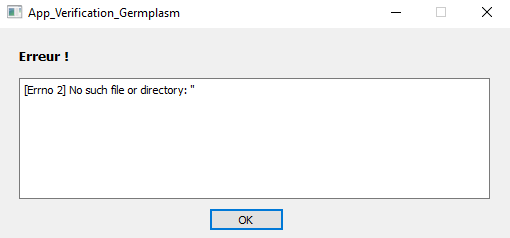 App_Verification_Germplasm
Erreur !
[Errno 2] No such file or directory: ''
OK